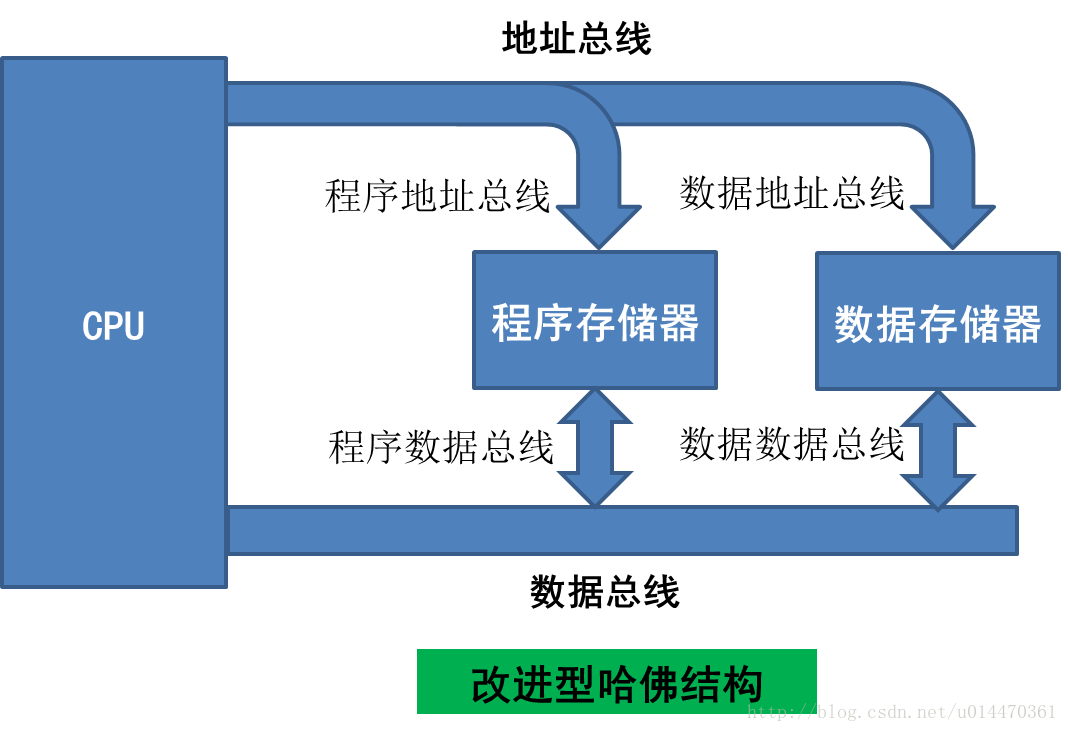 地址总线
程序地址总线
数据地址总线
CPU
程序存储器
数据存储器
程序数据总线
数据数据总线
数据总线
改进型哈佛结构
http://blog.csdn.net/u014470361